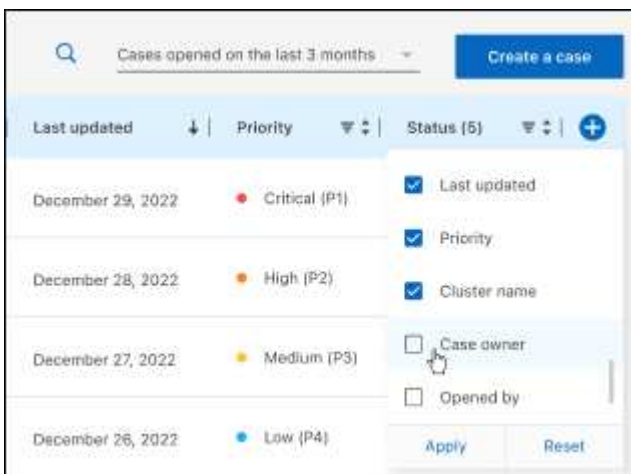 Cases opened on the last 3 months
Create a case
Last updated
Priority
Status (5)
December 29, 2022
Critical (P1)
December 28, 2022
High (P2)
December 27, 2022
Medium (P3)
December 26, 2022
Low (P4)
Last updated
Priority
Cluster name
Case owner
Opened by
Apply
Reset